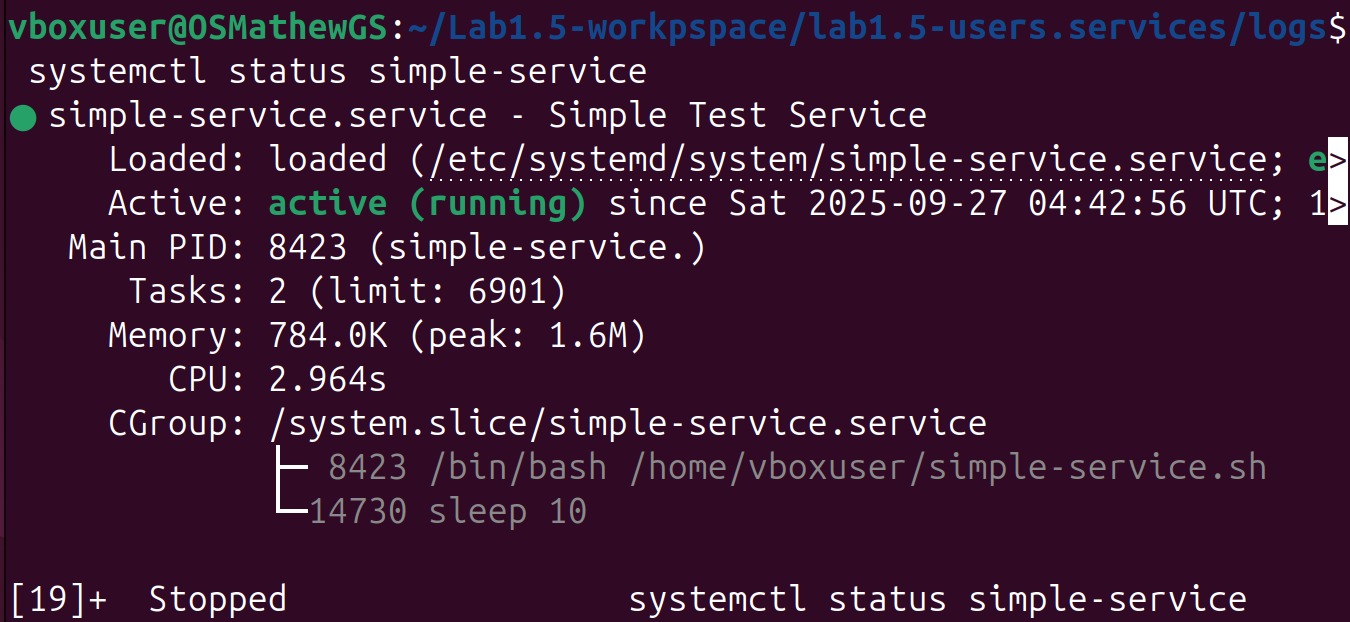 vboxuser@OSMathewGS:~/Lab1.5-workpspace/lab1.5-users.services/logs$
systemctl status simple-service
● simple-service.service - Simple Test Service
Loaded: loaded (/etc/systemd/system/simple-service.service; e>
Active: active (running) since Sat 2025-09-27 04:42:56 UTC; 1>
Main PID: 8423 (simple-service.)
Tasks: 2 (limit: 6901)
Memory: 784.0K (peak: 1.6M)
CPU: 2.964s
CGroup: /system.slice/simple-service.service
├─ 8423 /bin/bash /home/vboxuser/simple-service.sh
└─14730 sleep 10
[19]+  Stopped                 systemctl status simple-service